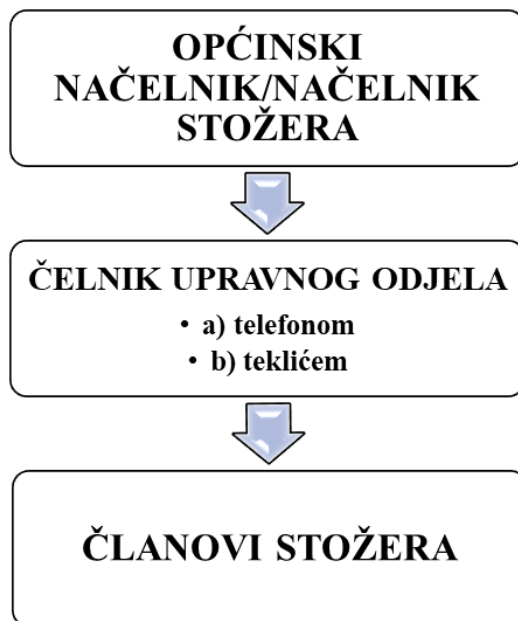 OPĆINSKI
NAČELNIK/NAČELNIK
STOŽERA
ČELNIK UPRAVNOG ODJELA
• a) telefonom
• b) teklićem
ČLANOVI STOŽERA